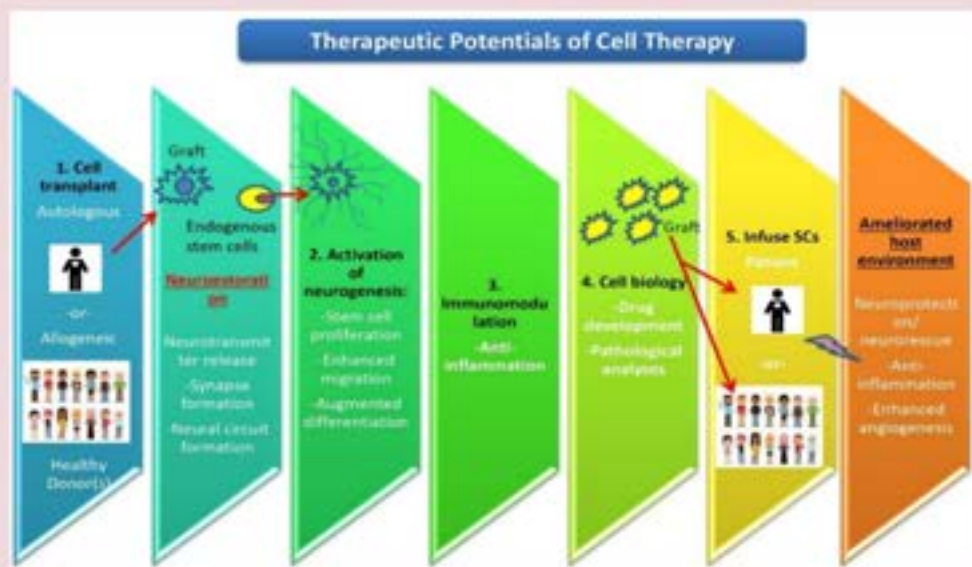 Therapeutic Potentials of Cell Therapy
1. Cell
transplant
Autologous
-or-
Allogeneic
Healthy
Donor(s)
Graft
Endogenous
stem cells
Neuroestorati
on
Neurotransmit
ter release
-Synapse
formation
-Neural circuit
formation
2. Activation
of
neurogenesis:
-Stem cell
proliferation
-Enhanced
migration
-Augmented
differentiation
3.
Immunomodu
lation
-Anti-
inflammation
Graft
4. Cell biology
-Drug
development
-Pathological
analyses
5. Infuse SCs
Patient
-or-
Ameliorated
host
environment
Neuroprotecti
on/
neurorescue
-Anti-
inflammation
-Enhanced
angiogenesis